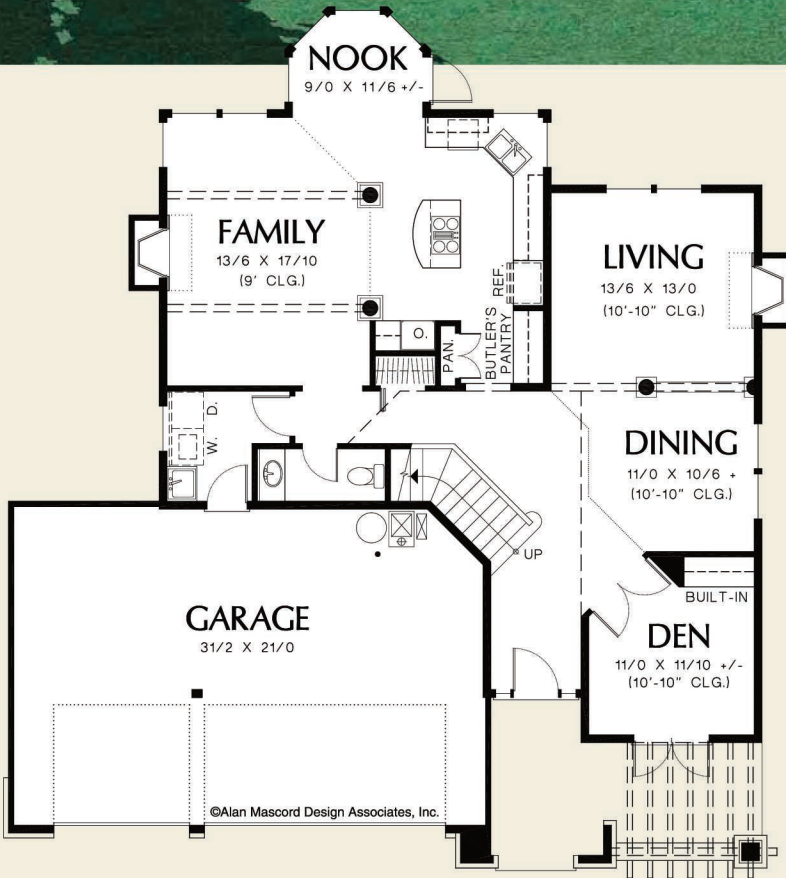 NOOK
9/0 X 11/6 +/-
FAMILY
13/6 X 17/10
(9' CLG.)
LIVING
13/6 X 13/0
(10'-10" CLG.)
REF.
BUTLER'S
PANTRY
PAN.
O.
W. D.
DINING
11/0 X 10/6 +
(10'-10" CLG.)
UP
BUILT-IN
GARAGE
31/2 X 21/0
DEN
11/0 X 11/10 +/-
(10'-10" CLG.)
©Alan Mascord Design Associates, Inc.